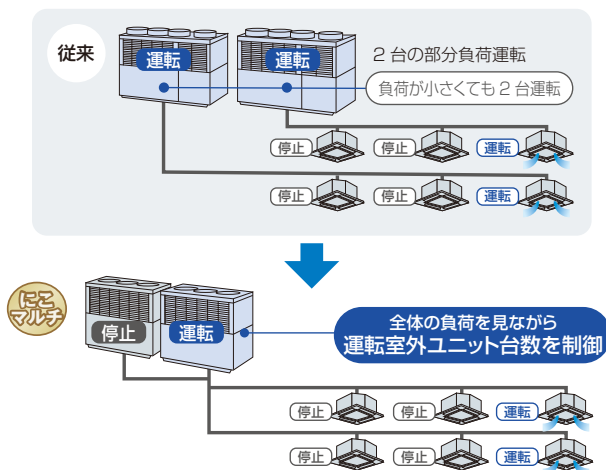 従来
運転
運転
2台の部分負荷運転
負荷が小さくても2台運転
停止
停止
運転
停止
停止
運転
にこ
マルチ
停止
運転
全体の負荷を見ながら
運転室外ユニット台数を制御
停止
停止
運転
停止
停止
運転